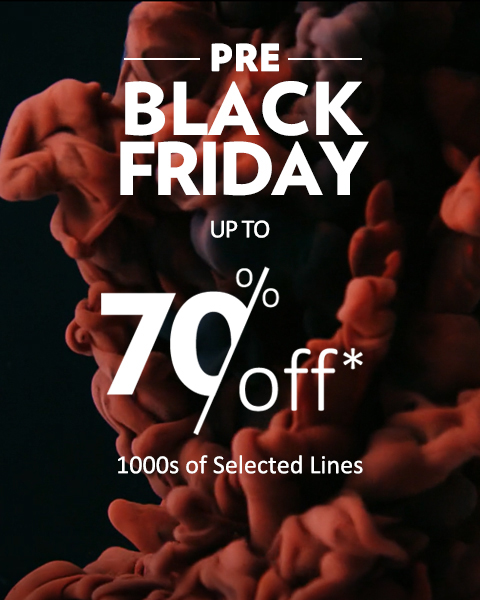 PRE
BLACK
FRIDAY
UP TO
70%
off*
1000s of Selected Lines